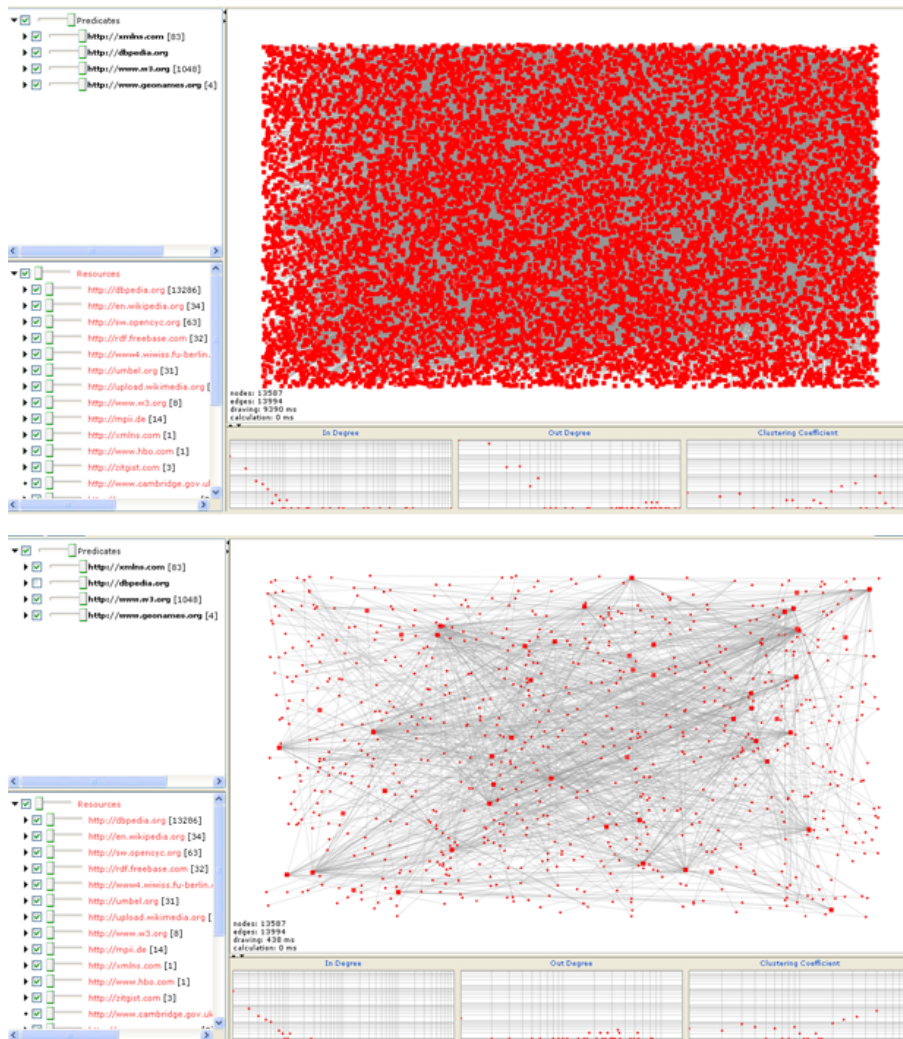 Predicates
http://xmlns.com [83]
http://dbpedia.org
http://www.w3.org [1048]
http://www.geonames.org [4]
Resources
http://dbpedia.org [13286]
http://en.wikipedia.org [34]
http://sw.opencyc.org [63]
http://rdf.freebase.com [32]
http://www4.wiwiss.fu-berlin.
http://umbel.org [31]
http://upload.wikimedia.org [
http://www.w3.org [8]
http://mpii.de [14]
http://xmlns.com [1]
http://www.hbo.com [1]
http://zitgist.com [3]
http://www.cambridge.gov.ul
nodes: 13587
edges: 13994
drawing: 9390 ms
calculation: 0 ms
In Degree
Out Degree
Clustering Coefficient
Predicates
http://xmlns.com [83]
http://dbpedia.org
http://www.w3.org [1048]
http://www.geonames.org [4]
Resources
http://dbpedia.org [13286]
http://en.wikipedia.org [34]
http://sw.opencyc.org [63]
http://rdf.freebase.com [32]
http://www4.wiwiss.fu-berlin.
http://umbel.org [31]
http://upload.wikimedia.org [
http://www.w3.org [8]
http://mpii.de [14]
http://xmlns.com [1]
http://www.hbo.com [1]
http://zitgist.com [3]
http://www.cambridge.gov.uk
nodes: 13587
edges: 13994
drawing: 438 ms
calculation: 0 ms
In Degree
Out Degree
Clustering Coefficient